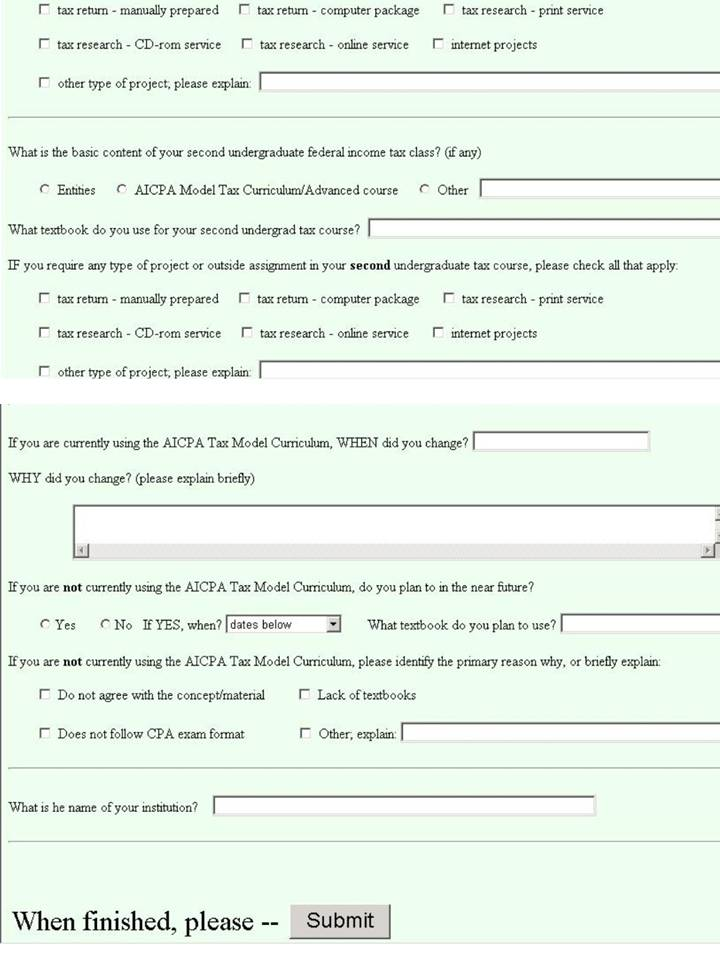 tax return - manually prepared tax return - computer package tax research - print service
tax research - CD-rom service tax research - online service internet projects
other type of project; please explain:
What is the basic content of your second undergraduate federal income tax class? (if any)
Entities AICPA Model Tax Curriculum/Advanced course Other
What textbook do you use for your second undergrad tax course?
IF you require any type of project or outside assignment in your second undergraduate tax course, please check all that apply:
tax return - manually prepared tax return - computer package tax research - print service
tax research - CD-rom service tax research - online service internet projects
other type of project; please explain:
If you are currently using the AICPA Tax Model Curriculum, WHEN did you change?
WHY did you change? (please explain briefly)
If you are not currently using the AICPA Tax Model Curriculum, do you plan to in the near future?
Yes No If YES, when? dates below What textbook do you plan to use?
If you are not currently using the AICPA Tax Model Curriculum, please identify the primary reason why, or briefly explain:
Do not agree with the concept/material Lack of textbooks
Does not follow CPA exam format Other; explain:
What is he name of your institution?
When finished, please -- Submit